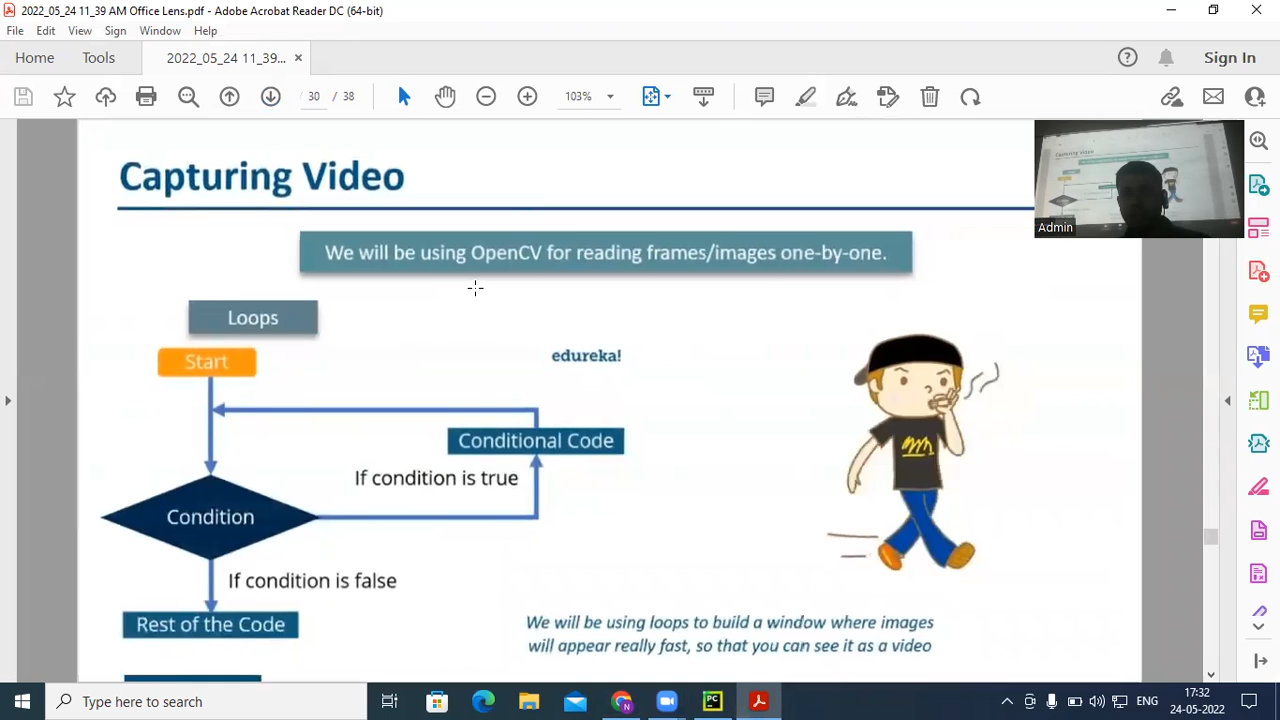 2022_05_24 11_39 AM Office Lens.pdf - Adobe Acrobat Reader DC (64-bit)
File Edit View Sign Window Help
Home Tools 2022_05_24 11_39... × Sign In
30 / 38 103%
Capturing Video
Capturing Video
Admin
We will be using OpenCV for reading frames/images one-by-one.
Loops
Start
edureka!
Conditional Code
If condition is true
Condition
If condition is false
Rest of the Code
We will be using loops to build a window where images
will appear really fast, so that you can see it as a video
Type here to search
PC
N
ENG
17:32
24-05-2022